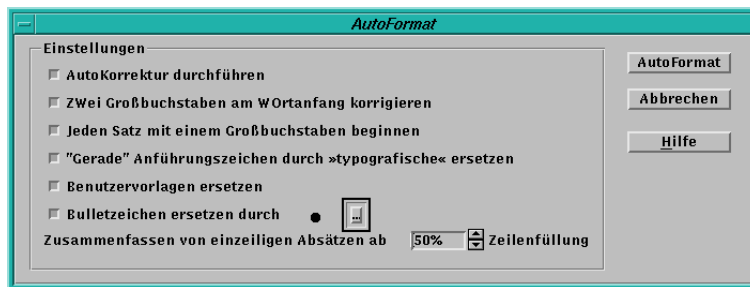 AutoFormat
Einstellungen
AutoKorrektur durchführen
ZWei Großbuchstaben am WOrtanfang korrigieren
Jeden Satz mit einem Großbuchstaben beginnen
"Gerade" Anführungszeichen durch »typografische« ersetzen
Benutzervorlagen ersetzen
Bulletzeichen ersetzen durch ● ...
Zusammenfassen von einzeiligen Absätzen ab 50% Zeilenfüllung
AutoFormat
Abbrechen
Hilfe